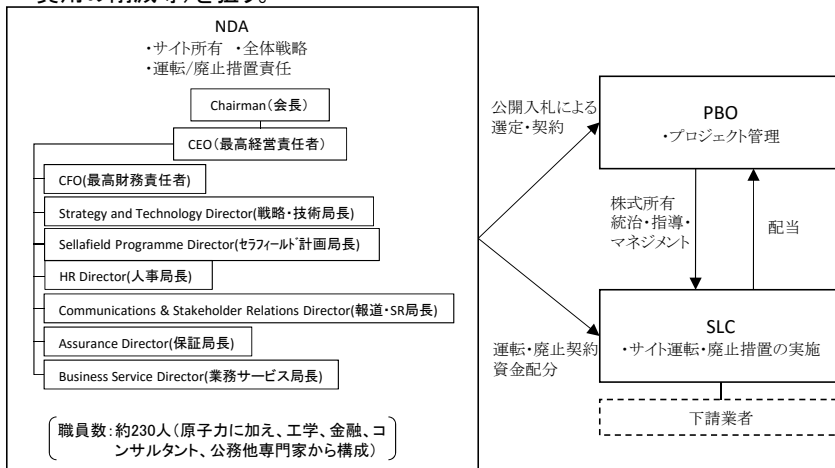 費用の削減等)を狙う。
NDA
・サイト所有 ・全体戦略
・運転/廃止措置責任
Chairman(会長)
CEO(最高経営責任者)
CFO(最高財務責任者)
Strategy and Technology Director(戦略・技術局長)
Sellafield Programme Director(セラフィールド計画局長)
HR Director(人事局長)
Communications & Stakeholder Relations Director(報道・SR局長)
Assurance Director(保証局長)
Business Service Director(業務サービス局長)
職員数:約230人(原子力に加え、工学、金融、コ
ンサルタント、公務他専門家から構成)
公開入札による
選定・契約
PBO
・プロジェクト管理
株式所有
統治・指導・
マネジメント
配当
運転・廃止契約
資金配分
SLC
・サイト運転・廃止措置の実施
下請業者